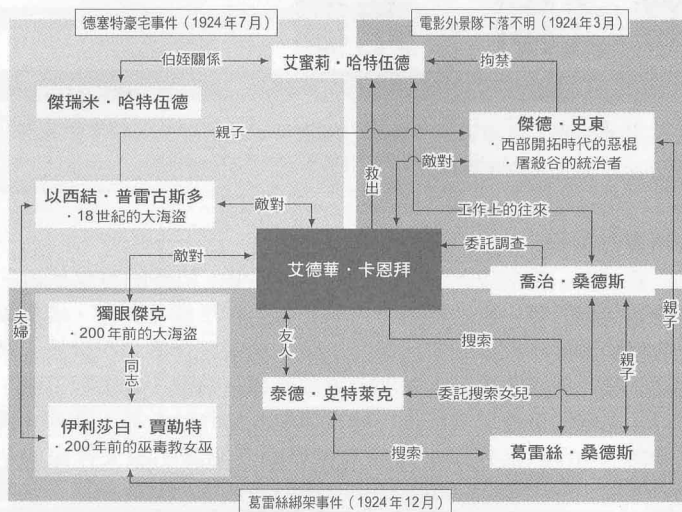 德塞特豪宅事件（1924年7月）
電影外景隊下落不明（1924年3月）
伯姪關係
艾蜜莉・哈特伍德
拘禁
傑瑞米・哈特伍德
傑德・史東
・西部開拓時代的惡棍
・屠殺谷的統治者
親子
敵對
救出
以西結・普雷古斯多
・18世紀的大海盜
敵對
工作上的往來
敵對
艾德華・卡恩拜
委託調查
喬治・桑德斯
獨眼傑克
・200年前的大海盜
夫婦
友人
搜索
親子
親子
同志
泰德・史特萊克
委託搜索女兒
伊利莎白・賈勒特
・200年前的巫毒教女巫
搜索
葛雷絲・桑德斯
葛雷絲綁架事件（1924年12月）